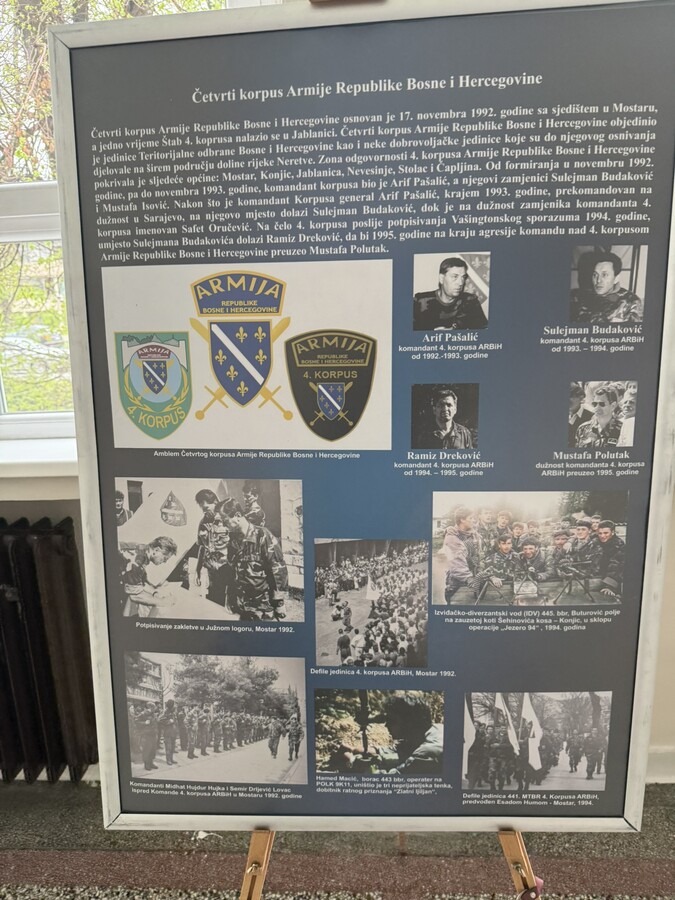 Četvrti korpus Armije Republike Bosne i Hercegovine
Četvrti korpus Armije Republike Bosne i Hercegovine osnovan je 17. novembra 1992. godine sa sjedištem u Mostaru,
a jedno vrijeme Štab 4. koprusa nalazio se u Jablanici. Četvrti korpus Armije Republike Bosne i Hercegovine objedinio
je jedinice Teritorijalne odbrane Bosne i Hercegovine kao i neke dobrovoljačke jedinice koje su do njegovog osnivanja
djelovale na širem području doline rijeke Neretve. Zona odgovornosti 4. korpusa Armije Republike Bosne i Hercegovine
pokrivala je sljedeće općine: Mostar, Konjic, Jablanica, Nevesinje, Stolac i Čapljina. Od formiranja u novembru 1992.
godine, pa do novembra 1993. godine, komandant korpusa bio je Arif Pašalić, a njegovi zamjenici Sulejman Budaković
i Mustafa Isović. Nakon što je komandant Korpusa general Arif Pašalić, krajem 1993. godine, prekomandovan na
dužnost u Sarajevo, na njegovo mjesto dolazi Sulejman Budaković, dok je na dužnost zamjenika komandanta 4.
korpusa imenovan Safet Oručević. Na čelo 4. korpusa poslije potpisivanja Vašingtonskog sporazuma 1994. godine,
umjesto Sulejmana Budakovića dolazi Ramiz Dreković, da bi 1995. godine na kraju agresije komandu nad 4. korpusom
Armije Republike Bosne i Hercegovine preuzeo Mustafa Polutak.
ARMIJA
REPUBLIKE
BOSNE I HERCEGOVINE
ARMIJA
4. KORPUS
ARMIJA
REPUBLIKE
BOSNE I HERCEGOVINE
4. KORPUS
Amblem Četvrtog korpusa Armije Republike Bosne i Hercegovine
Arif Pašalić
komandant 4. korpusa ARBiH
od 1992.-1993. godine
Sulejman Budaković
komandant 4. korpusa ARBiH
od 1993. – 1994. godine
Ramiz Dreković
komandant 4. korpusa ARBiH
od 1994. – 1995. godine
Mustafa Polutak
dužnost komandanta 4. korpusa
ARBiH preuzeo 1995. godine
Potpisivanje zakletve u Južnom logoru, Mostar 1992.
Defile jedinica 4. korpusa ARBiH, Mostar 1992.
Izviđačko-diverzantski vod (IDV) 445. bbr, Buturović polje
na zauzetoj koti Šehinovića kosa – Konjic, u sklopu
operacije „Jezero 94“ , 1994. godina
Komandanti Midhat Hujdur Hujka i Semir Drljević Lovac
Ispred Komande 4. korpusa ARBiH u Mostaru 1992. godine
Hamed Macić, borac 443 bbr, operater na
POLK 9K11, uništio je tri neprijateljska tenka,
dobitnik ratnog priznanja "Zlatni ljiljan".
Defile jedinica 441. MTBR 4. Korpusa ARBiH,
predvođen Esadom Humom - Mostar, 1994.